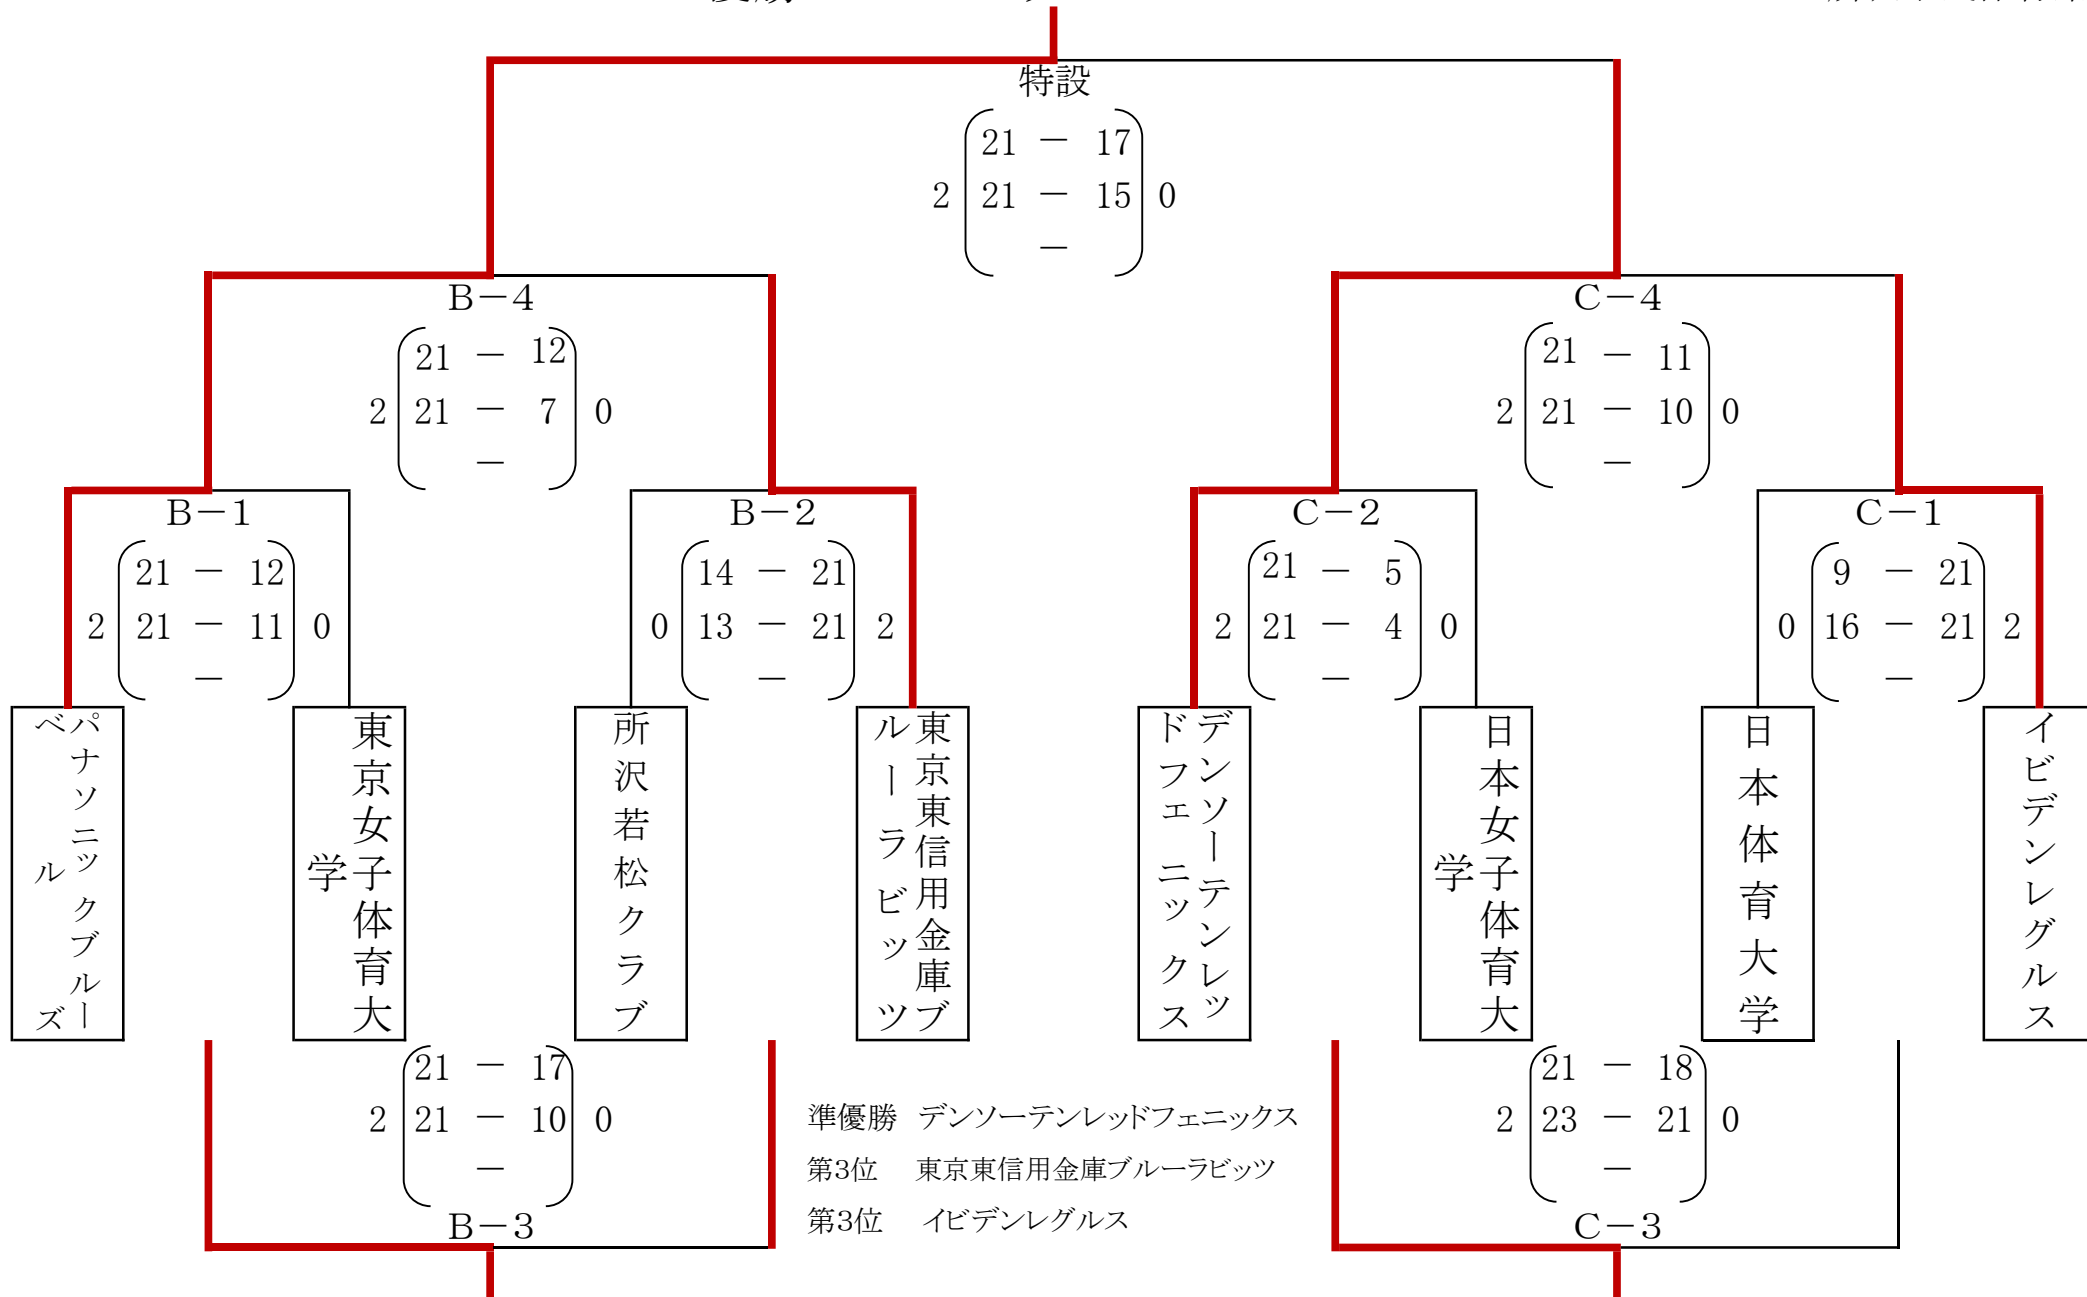 特設
21 － 17
2 21 － 15 0
－
B－4
21 － 12
2 21 － 7 0
－
C－4
21 － 11
2 21 － 10 0
－
B－1
21 － 12
2 21 － 11 0
－
B－2
14 － 21
0 13 － 21 2
－
C－2
21 － 5
2 21 － 4 0
－
C－1
9 － 21
0 16 － 21 2
－
パナソニックブルー
ベルズ
東京女子体育大
学
所沢若松クラブ
東京東信用金庫ブ
ルーラビッツ
デンソーテンレッ
ドフェニックス
日本女子体育大
学
日本体育大学
イビデンレグルス
21 － 17
2 21 － 10 0
－
B－3
準優勝 デンソーテンレッドフェニックス
第3位 東京東信用金庫ブルーラビッツ
第3位 イビデンレグルス
21 － 18
2 23 － 21 0
－
C－3